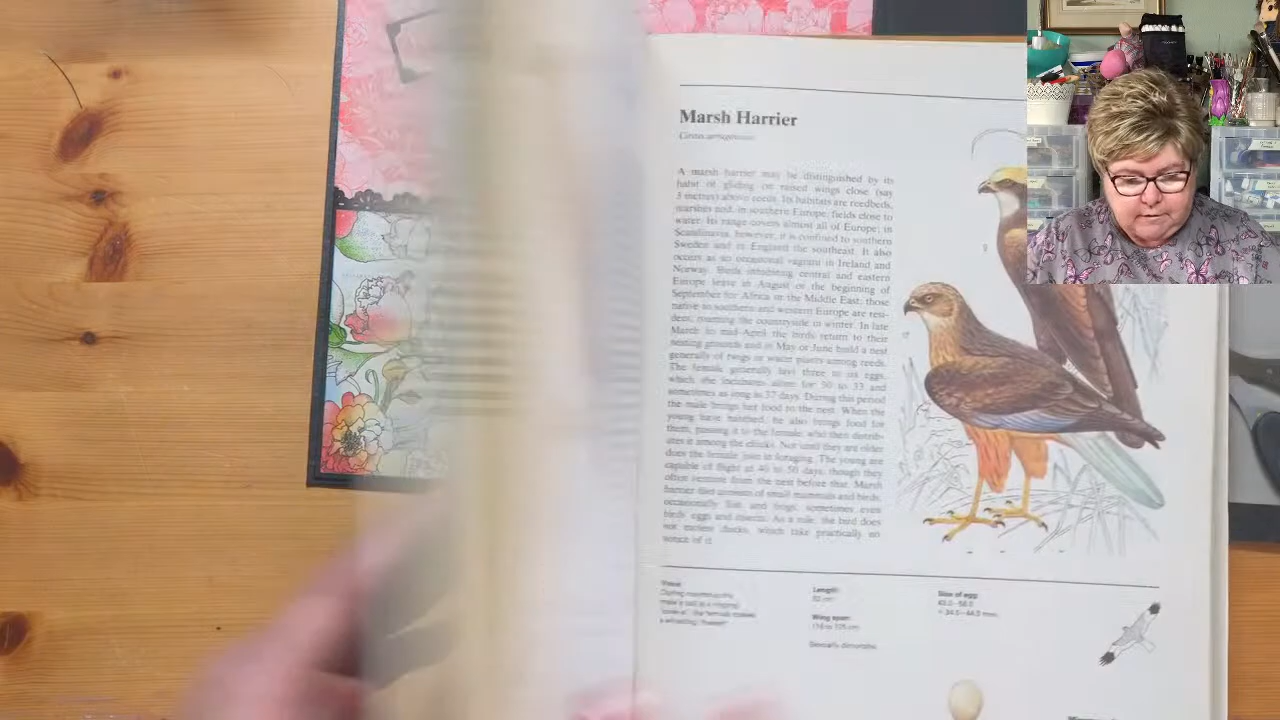 Marsh Harrier
Circus aeruginosus
A marsh harrier may be distinguished by its
habit of gliding on raised wings close (say
3 metres) above reeds. Its habitats are reedbeds,
marshes and, in southern Europe, fields close to
water. Its range covers almost all of Europe; in
Scandinavia, however, it is confined to southern
Sweden and in England the southeast. It also
occurs as an occasional vagrant in Ireland and
Norway. Birds inhabiting central and eastern
Europe leave in August or the beginning of
September for Africa or the Middle East; those
native to southern and western Europe are resi-
dent, roaming the countryside in winter. In late
March to mid-April the birds return to their
nesting grounds and in May or June build a nest
generally of twigs or water plants among reeds.
The female generally lays three to six eggs,
which she incubates alone for 30 to 33 and
sometimes as long as 37 days. During this period
the male brings her food to the nest. When the
young have hatched, he also brings food for
them, passing it to the female, who then distrib-
utes it among the chicks. Not until they are older
does the female join in foraging. The young are
capable of flight at 40 to 50 days, though they
often venture from the nest before that. Marsh
harrier diet consists of small mammals and birds,
occasionally fish and frogs, sometimes even
birds' eggs and insects. As a rule, the bird does
not drink, which take practically no
notice of it.
Voice:
Length:
52 cm
Wing span:
Size of egg: